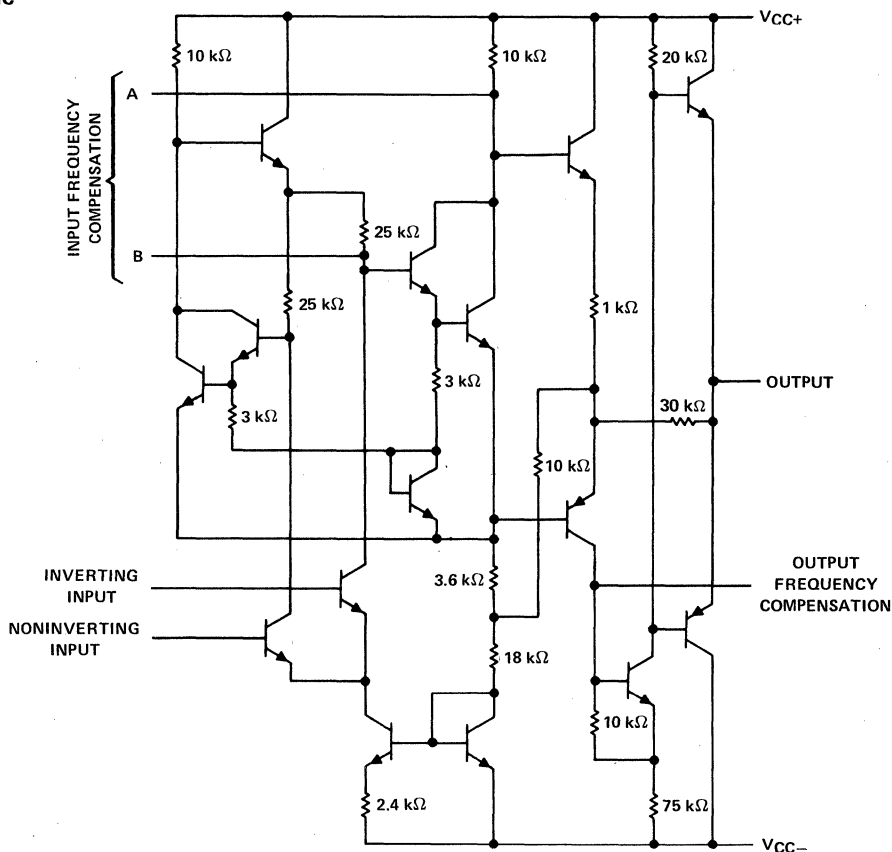 VCC+
10 kΩ
10 kΩ
20 kΩ
A
INPUT FREQUENCY
COMPENSATION
25 kΩ
B
25 kΩ
1 kΩ
OUTPUT
3 kΩ
3 kΩ
30 kΩ
10 kΩ
OUTPUT
FREQUENCY
COMPENSATION
INVERTING
INPUT
3.6 kΩ
NONINVERTING
INPUT
18 kΩ
10 kΩ
2.4 kΩ
75 kΩ
VCC−